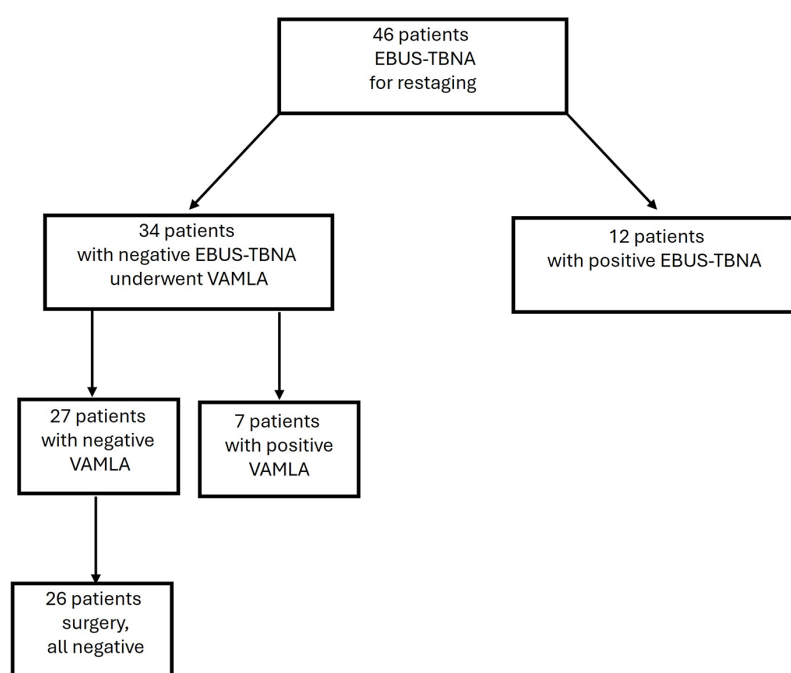 46 patients
EBUS-TBNA
for restaging
34 patients
with negative EBUS-TBNA
underwent VAMLA
12 patients
with positive EBUS-TBNA
27 patients
with negative
VAMLA
7 patients
with positive
VAMLA
26 patients
surgery,
all negative